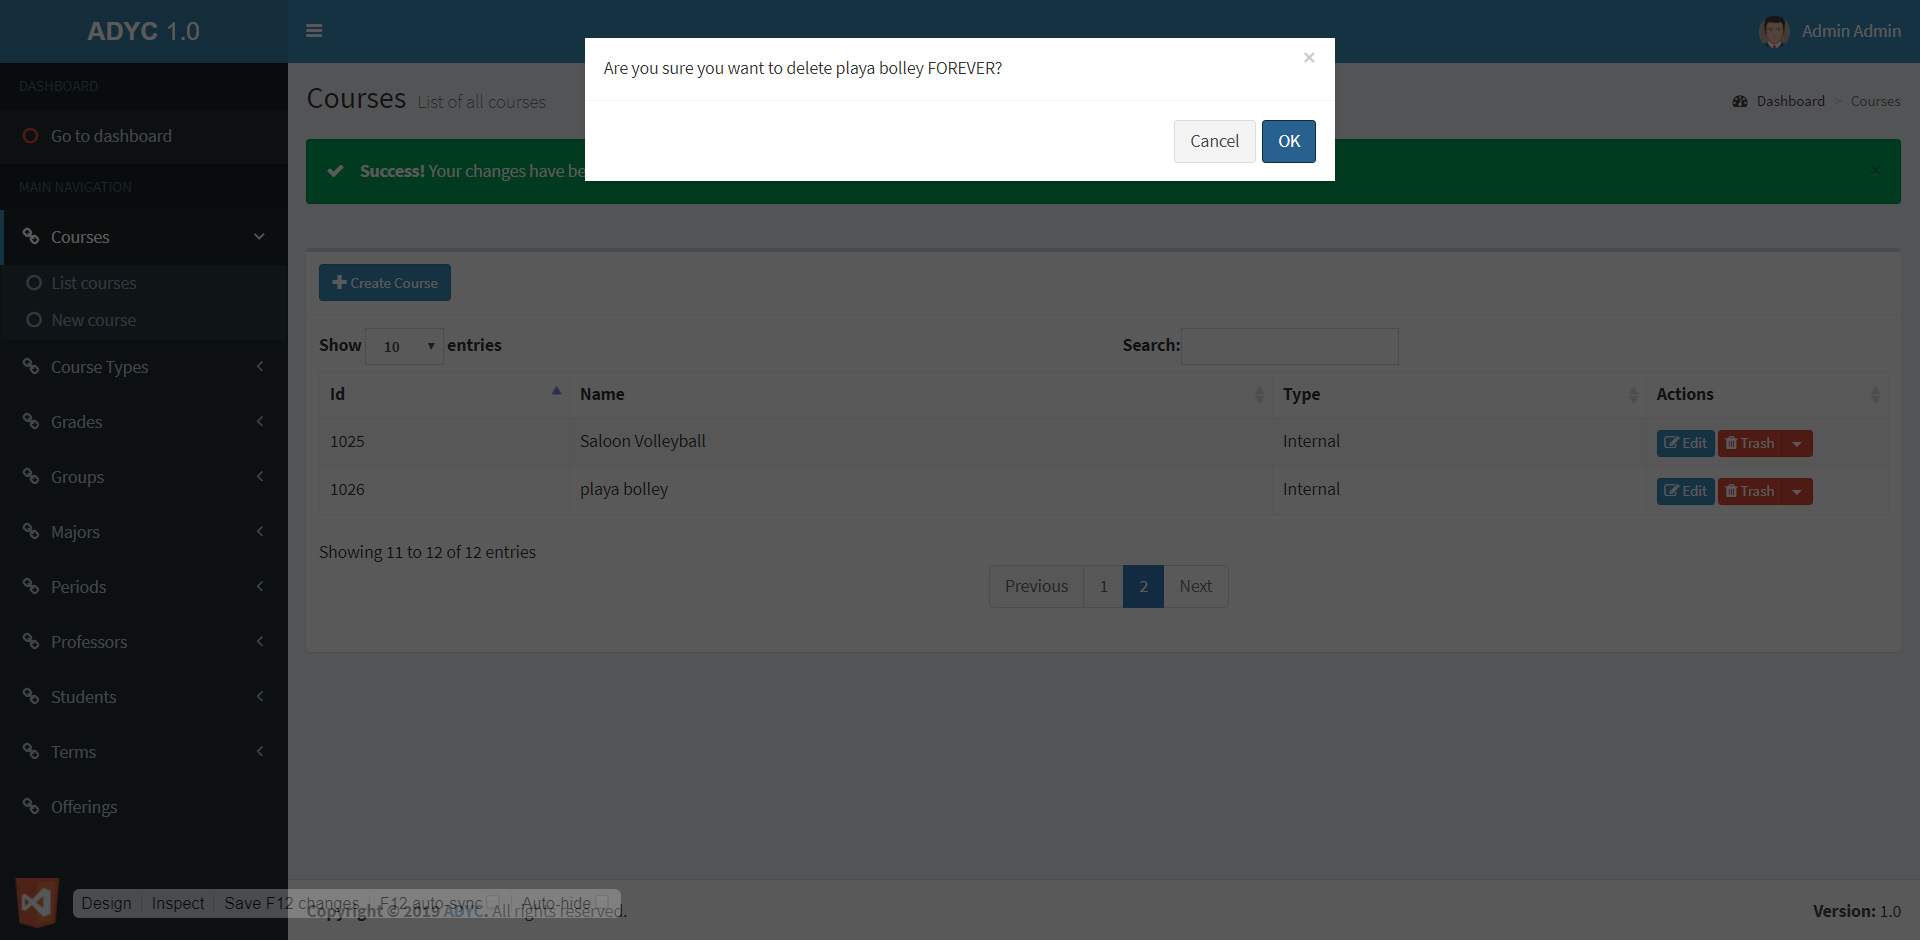 ADYC 1.0
Admin Admin
Are you sure you want to delete playa bolley FOREVER?
×
Cancel
OK
DASHBOARD
Go to dashboard
MAIN NAVIGATION
Courses
List courses
New course
Course Types
Grades
Groups
Majors
Periods
Professors
Students
Terms
Offerings
Courses List of all courses
Dashboard > Courses
Success! Your changes have be
×
Create Course
Show 10 entries
Search:
Id Name Type Actions
1025 Saloon Volleyball Internal Edit Trash
1026 playa bolley Internal Edit Trash
Showing 11 to 12 of 12 entries
Previous 1 2 Next
Design Inspect Save F12 changes F12 auto-sync Auto-hide
Copyright © 2019 ADYC. All rights reserved.
Version: 1.0